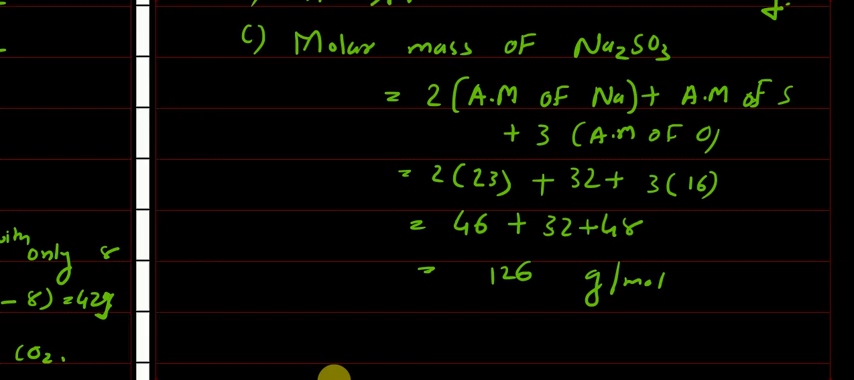 only 8
- 8) = 42g
CO2.
g.
C) Molar mass of Na₂SO₃
= 2 (A.M OF Na) + A.M of S
+ 3 (A.m OF O)
= 2(23) + 32 + 3(16)
= 46 + 32+48
= 126 g/mol